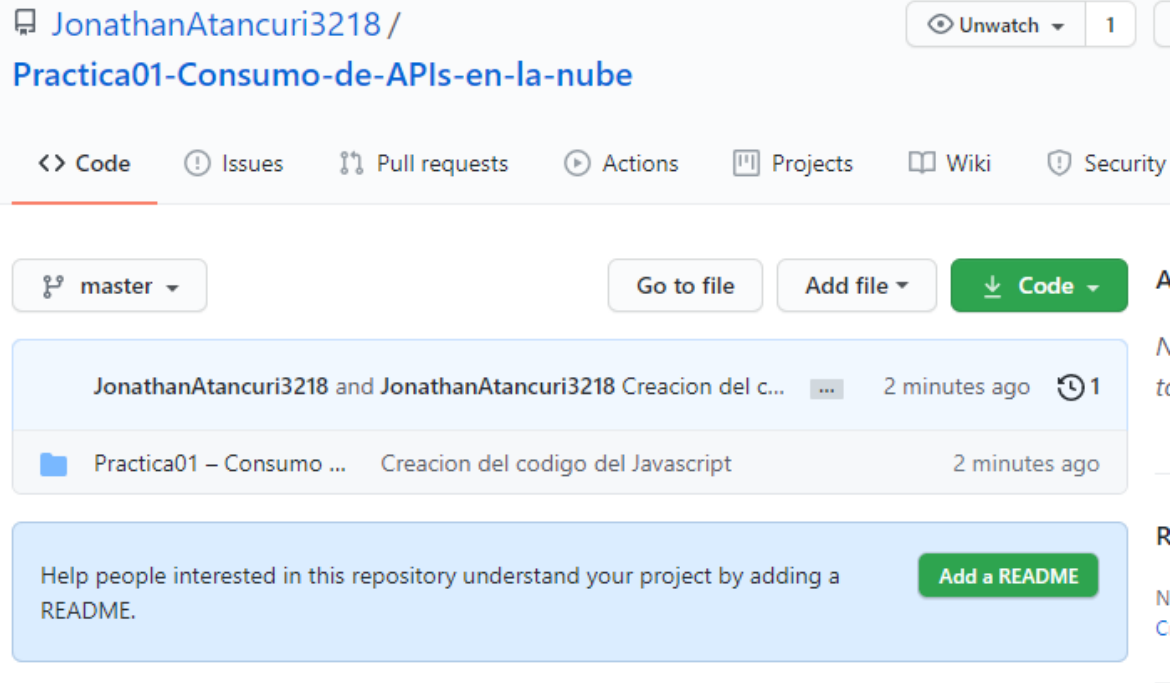 JonathanAtancuri3218 /
Unwatch 1
Practica01-Consumo-de-APIs-en-la-nube
Code Issues Pull requests Actions Projects Wiki Security
master Go to file Add file Code
JonathanAtancuri3218 and JonathanAtancuri3218 Creacion del c... ... 2 minutes ago 1
Practica01 – Consumo ... Creacion del codigo del Javascript 2 minutes ago
Help people interested in this repository understand your project by adding a
README.
Add a README